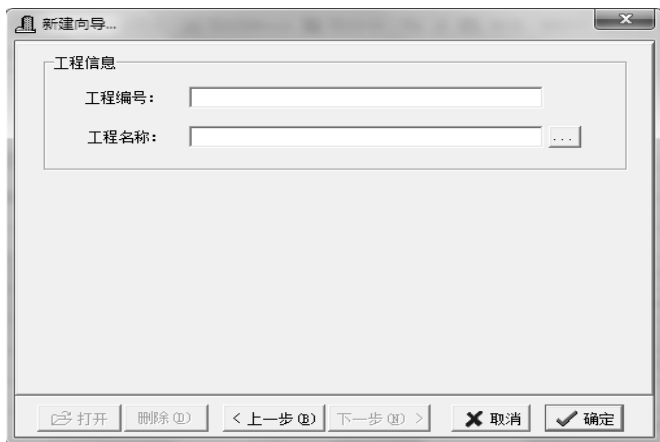 新建向导...
工程信息
工程编号：
工程名称：
...
打开 删除(D) < 上一步(B) 下一步(N) > 取消 确定